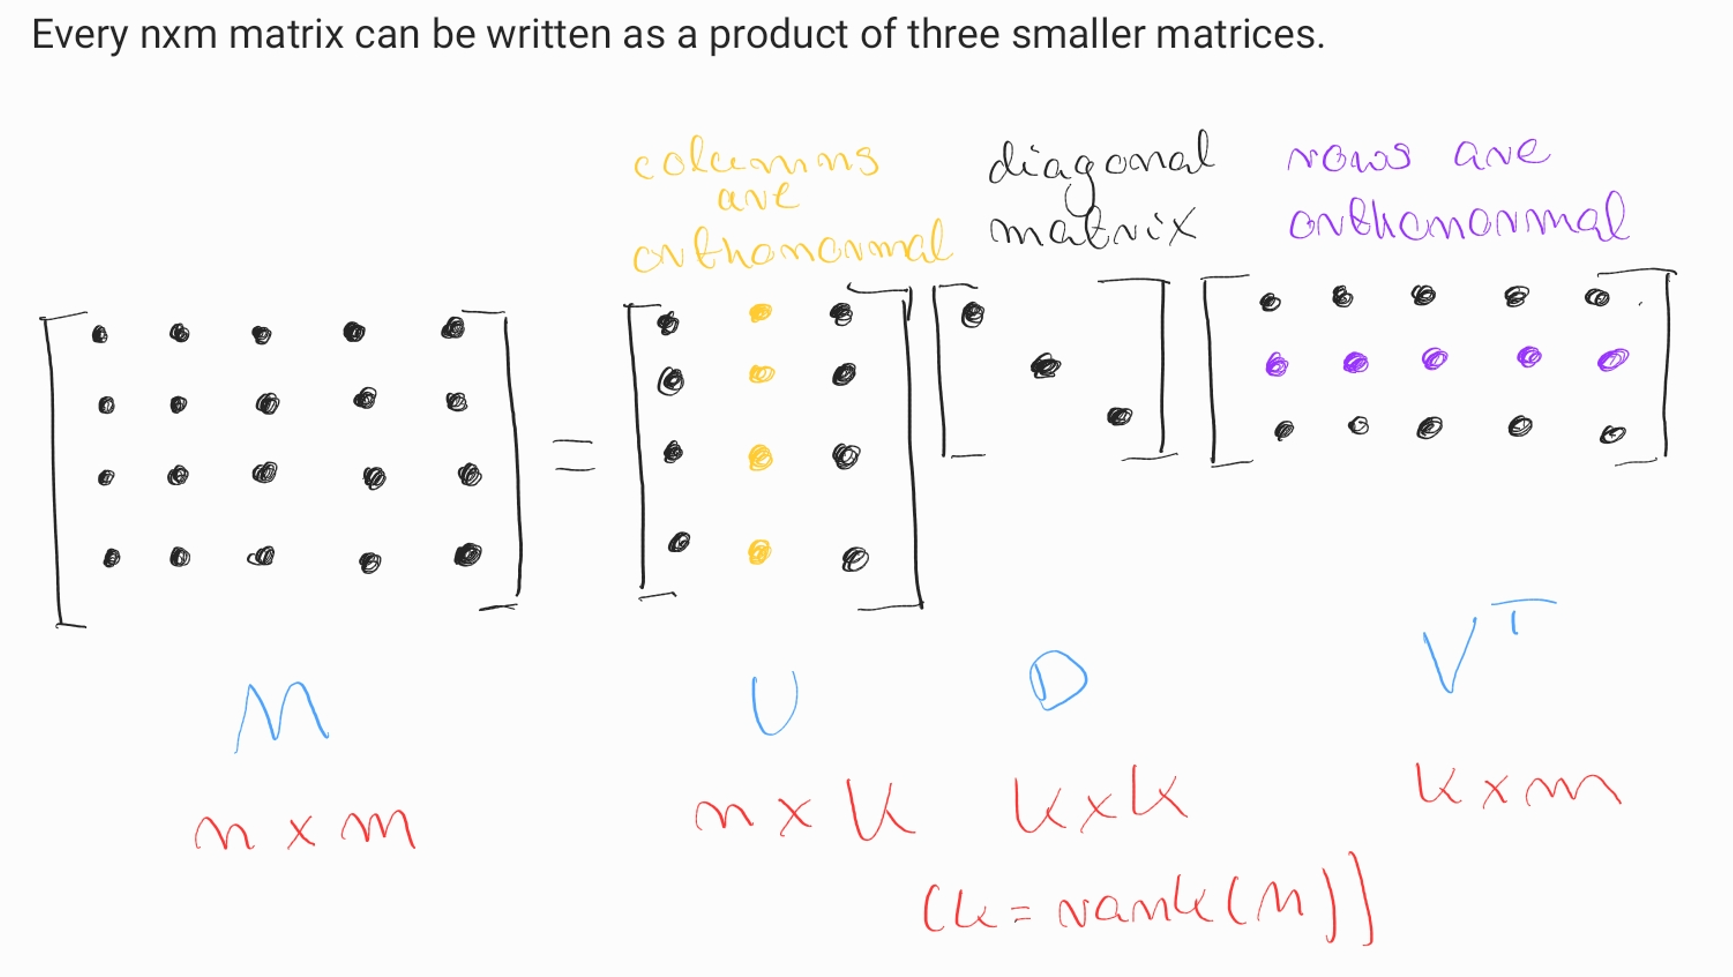 Every nxm matrix can be written as a product of three smaller matrices.
columns
are
orthonormal
diagonal
matrix
rows are
orthonormal
=
M
U
D
V^T
n x m
n x k
k x k
k x m
(k = rank(M))